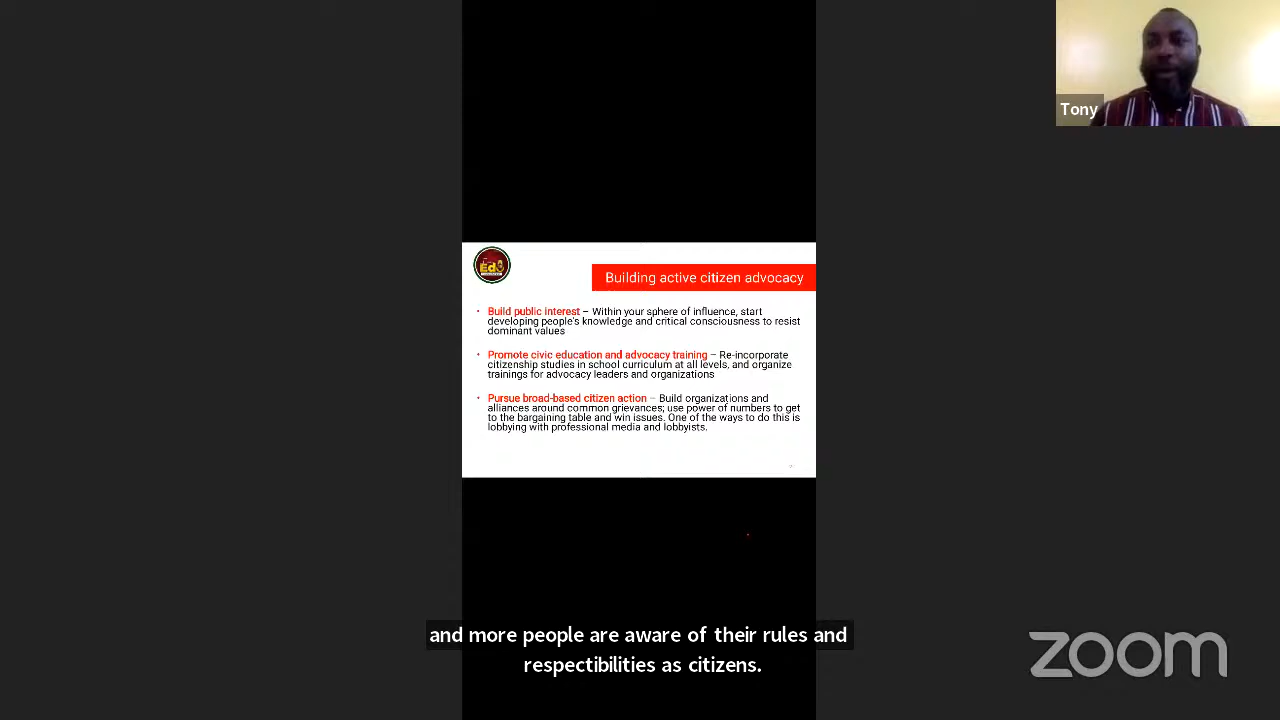 Tony
Edo
Building active citizen advocacy
• Build public interest – Within your sphere of influence, start
developing people's knowledge and critical consciousness to resist
dominant values
• Promote civic education and advocacy training – Re-incorporate
citizenship studies in school curriculum at all levels, and organize
trainings for advocacy leaders and organizations
• Pursue broad-based citizen action – Build organizations and
alliances around common grievances; use power of numbers to get
to the bargaining table and win issues. One of the ways to do this is
lobbying with professional media and lobbyists.
and more people are aware of their rules and
respectibilities as citizens.
zoom